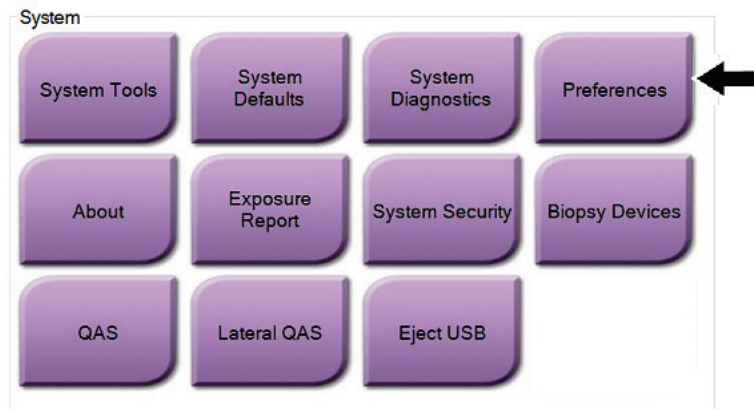 System
System Tools
System
Defaults
System
Diagnostics
Preferences
About
Exposure
Report
System Security
Biopsy Devices
QAS
Lateral QAS
Eject USB